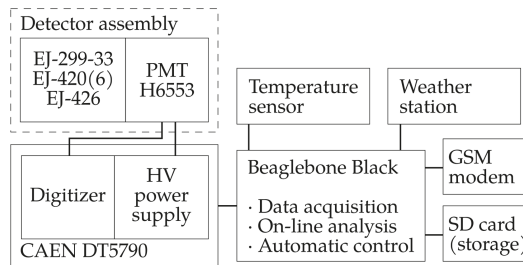 Detector assembly
EJ-299-33
EJ-420(6)
EJ-426
PMT
H6553
Temperature
sensor
Weather
station
Digitizer
HV
power
supply
CAEN DT5790
Beaglebone Black
· Data acquisition
· On-line analysis
· Automatic control
GSM
modem
SD card
(storage)